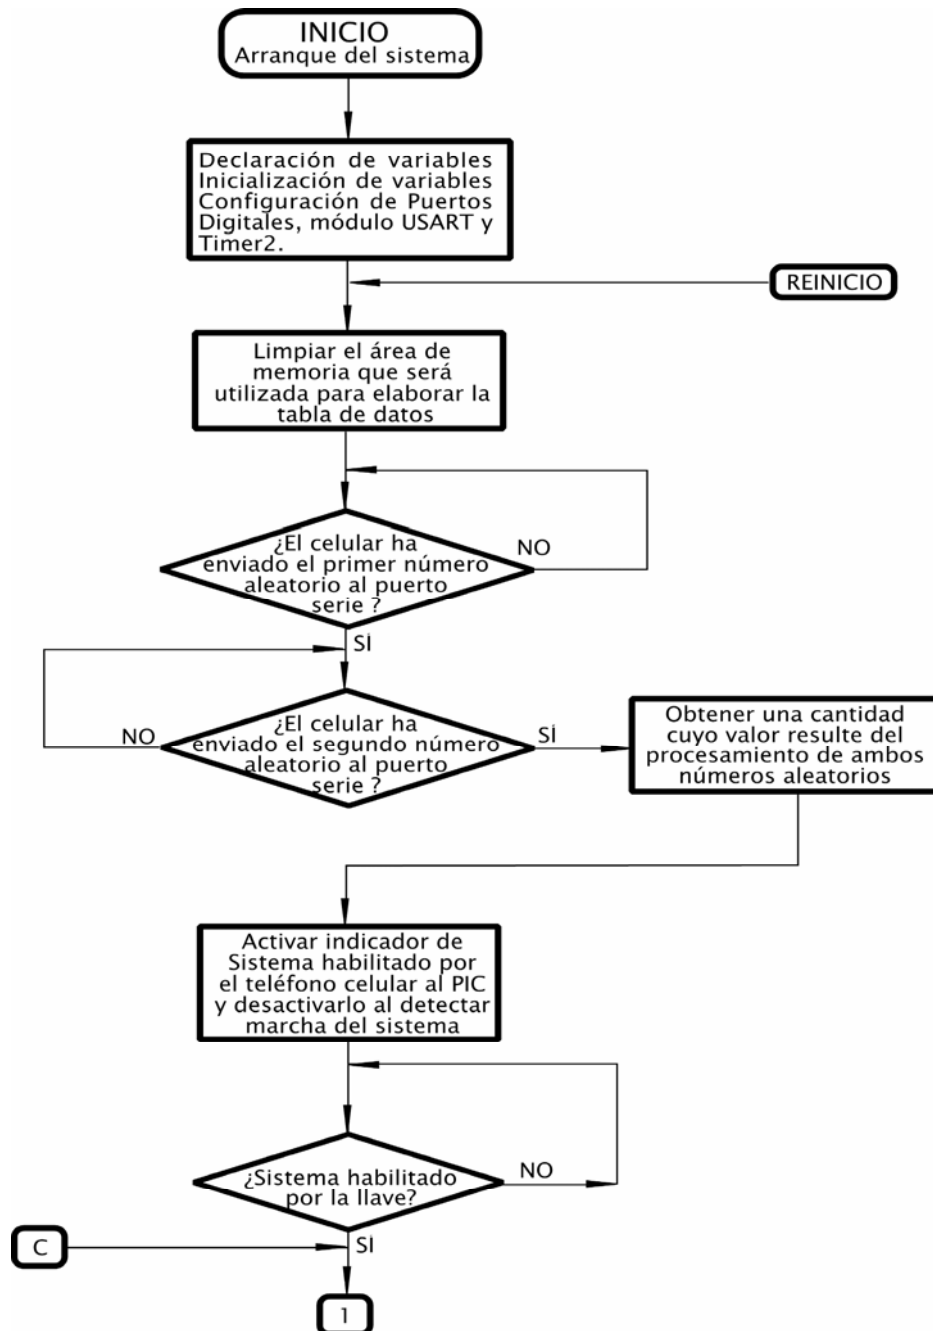 INICIO
Arranque del sistema
Declaración de variables
Inicialización de variables
Configuración de Puertos
Digitales, módulo USART y
Timer2.
REINICIO
Limpiar el área de
memoria que será
utilizada para elaborar la
tabla de datos
¿El celular ha
enviado el primer número
aleatorio al puerto
serie ?
NO
SÍ
¿El celular ha
enviado el segundo número
aleatorio al puerto
serie ?
NO
SÍ
Obtener una cantidad
cuyo valor resulte del
procesamiento de ambos
números aleatorios
Activar indicador de
Sistema habilitado por
el teléfono celular al PIC
y desactivarlo al detectar
marcha del sistema
¿Sistema habilitado
por la llave?
NO
SÍ
C
1